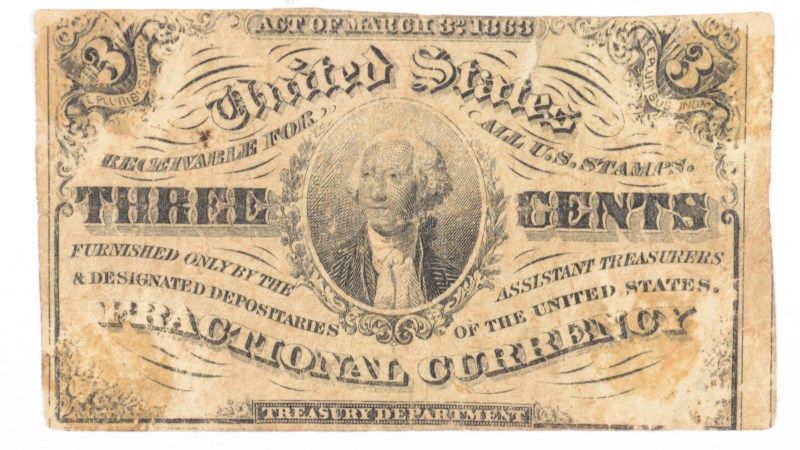 ACT OF MARCH 3D. 1863
3 3
E PLURIBUS UNUM
E PLURIBUS UNUM
United States
RECEIVABLE FOR ALL U.S. STAMPS.
THREE CENTS
FURNISHED ONLY BY THE ASSISTANT TREASURERS
& DESIGNATED DEPOSITARIES OF THE UNITED STATES.
FRACTIONAL CURRENCY
TREASURY DEPARTMENT